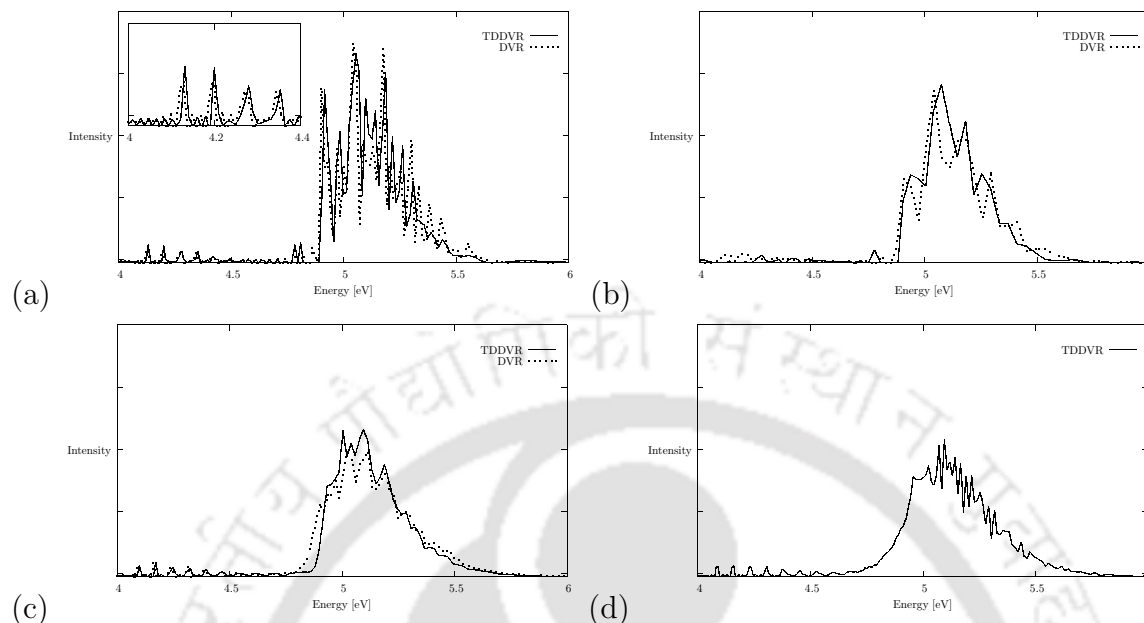 TDDVR
DVR
Intensity
4 4.2 4.4
4 4.5 5 5.5 6
Energy [eV]
(a)
TDDVR
DVR
Intensity
4 4.5 5 5.5
Energy [eV]
(b)
TDDVR
DVR
Intensity
4 4.5 5 5.5 6
Energy [eV]
(c)
TDDVR
Intensity
4 4.5 5 5.5
Energy [eV]
(d)